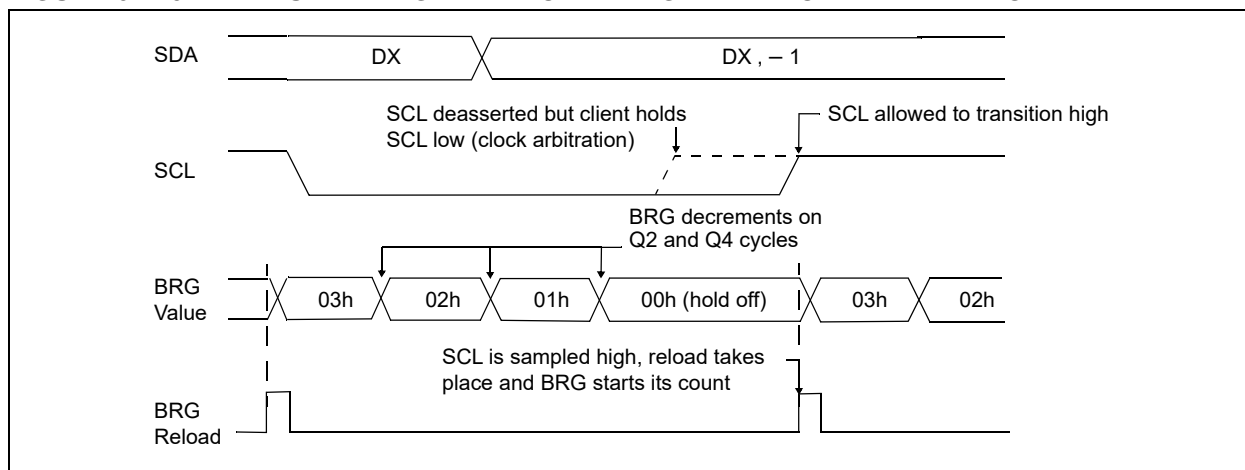 SDA
DX
DX , – 1
SCL deasserted but client holds
SCL low (clock arbitration)
SCL allowed to transition high
SCL
BRG decrements on
Q2 and Q4 cycles
BRG
Value
03h
02h
01h
00h (hold off)
03h
02h
SCL is sampled high, reload takes
place and BRG starts its count
BRG
Reload